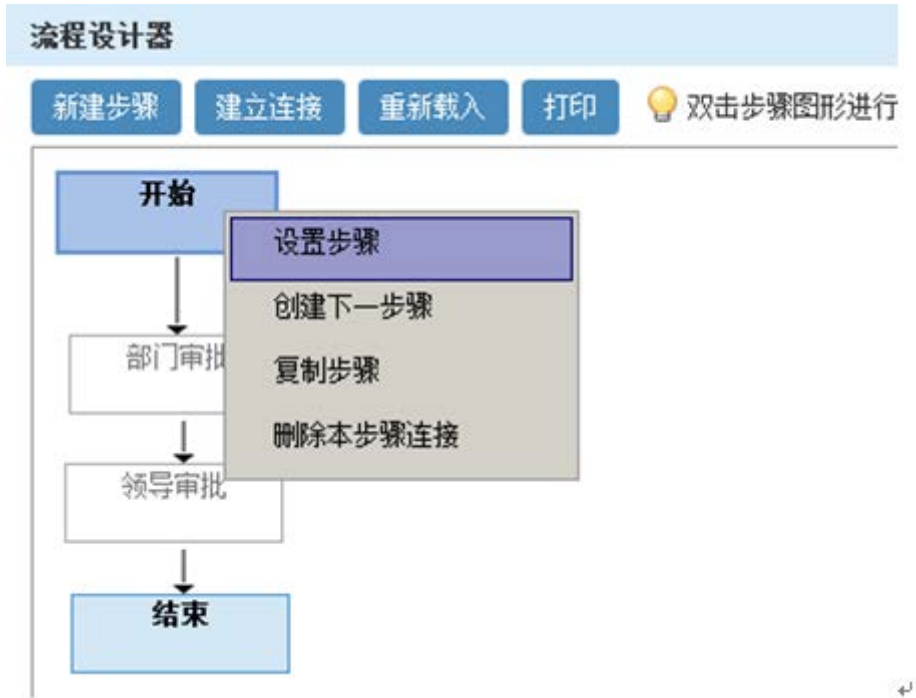 流程设计器
新建步骤 建立连接 重新载入 打印 双击步骤图形进行
开始
设置步骤
创建下一步骤
部门审批
复制步骤
删除本步骤连接
领导审批
结束